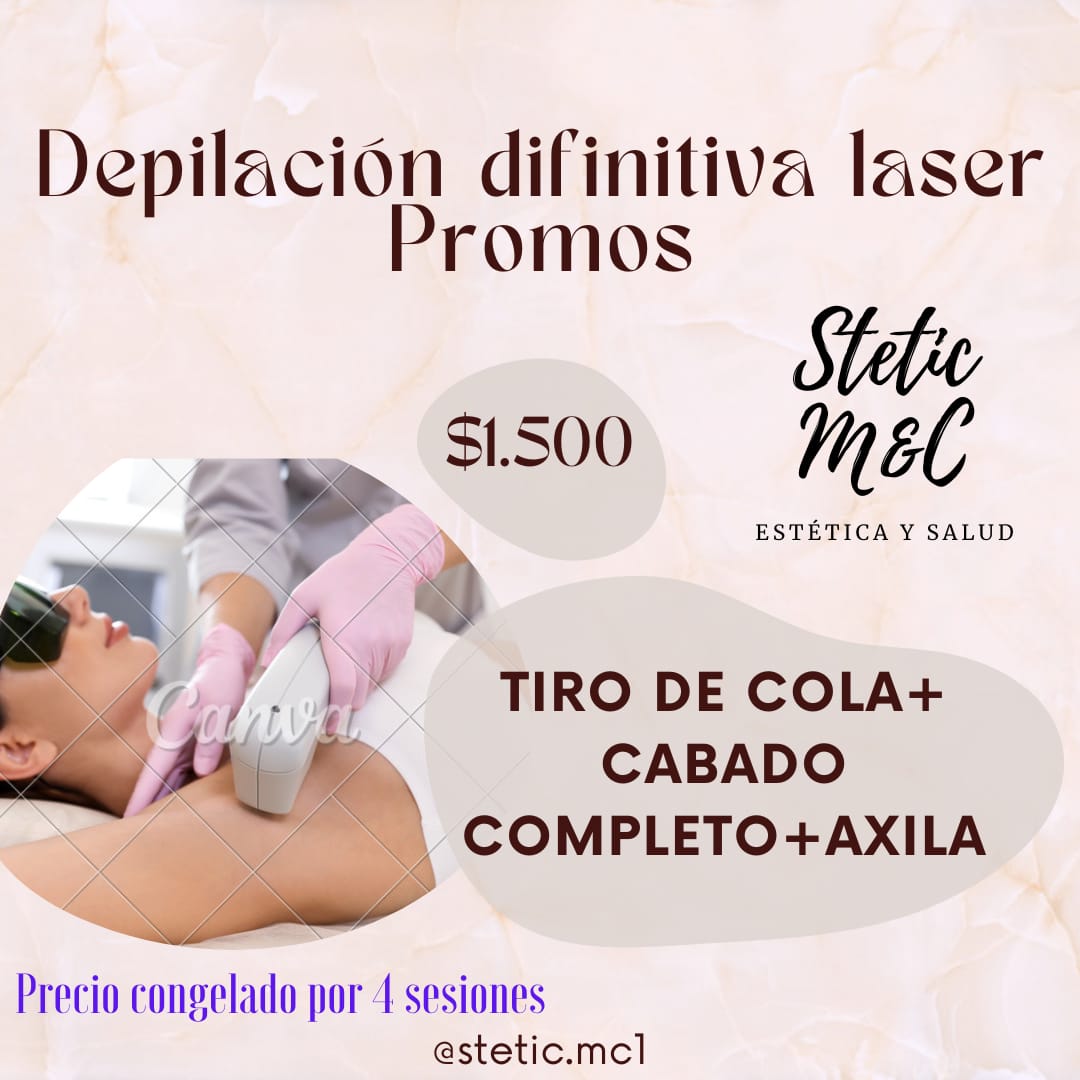 Depilación difinitiva laser
Promos
Stetic
M&C
ESTÉTICA Y SALUD
$1.500
Canva
TIRO DE COLA+
CABADO
COMPLETO+AXILA
Precio congelado por 4 sesiones
@stetic.mc1